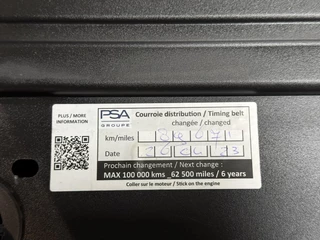 PLUS / MORE
INFORMATION
PSA
GROUPE
Courroie distribution / Timing belt
changée / changed
km/miles
Date
Prochain changement / Next change :
MAX 100 000 kms _62 500 miles / 6 years
Coller sur le moteur / Stick on the engine